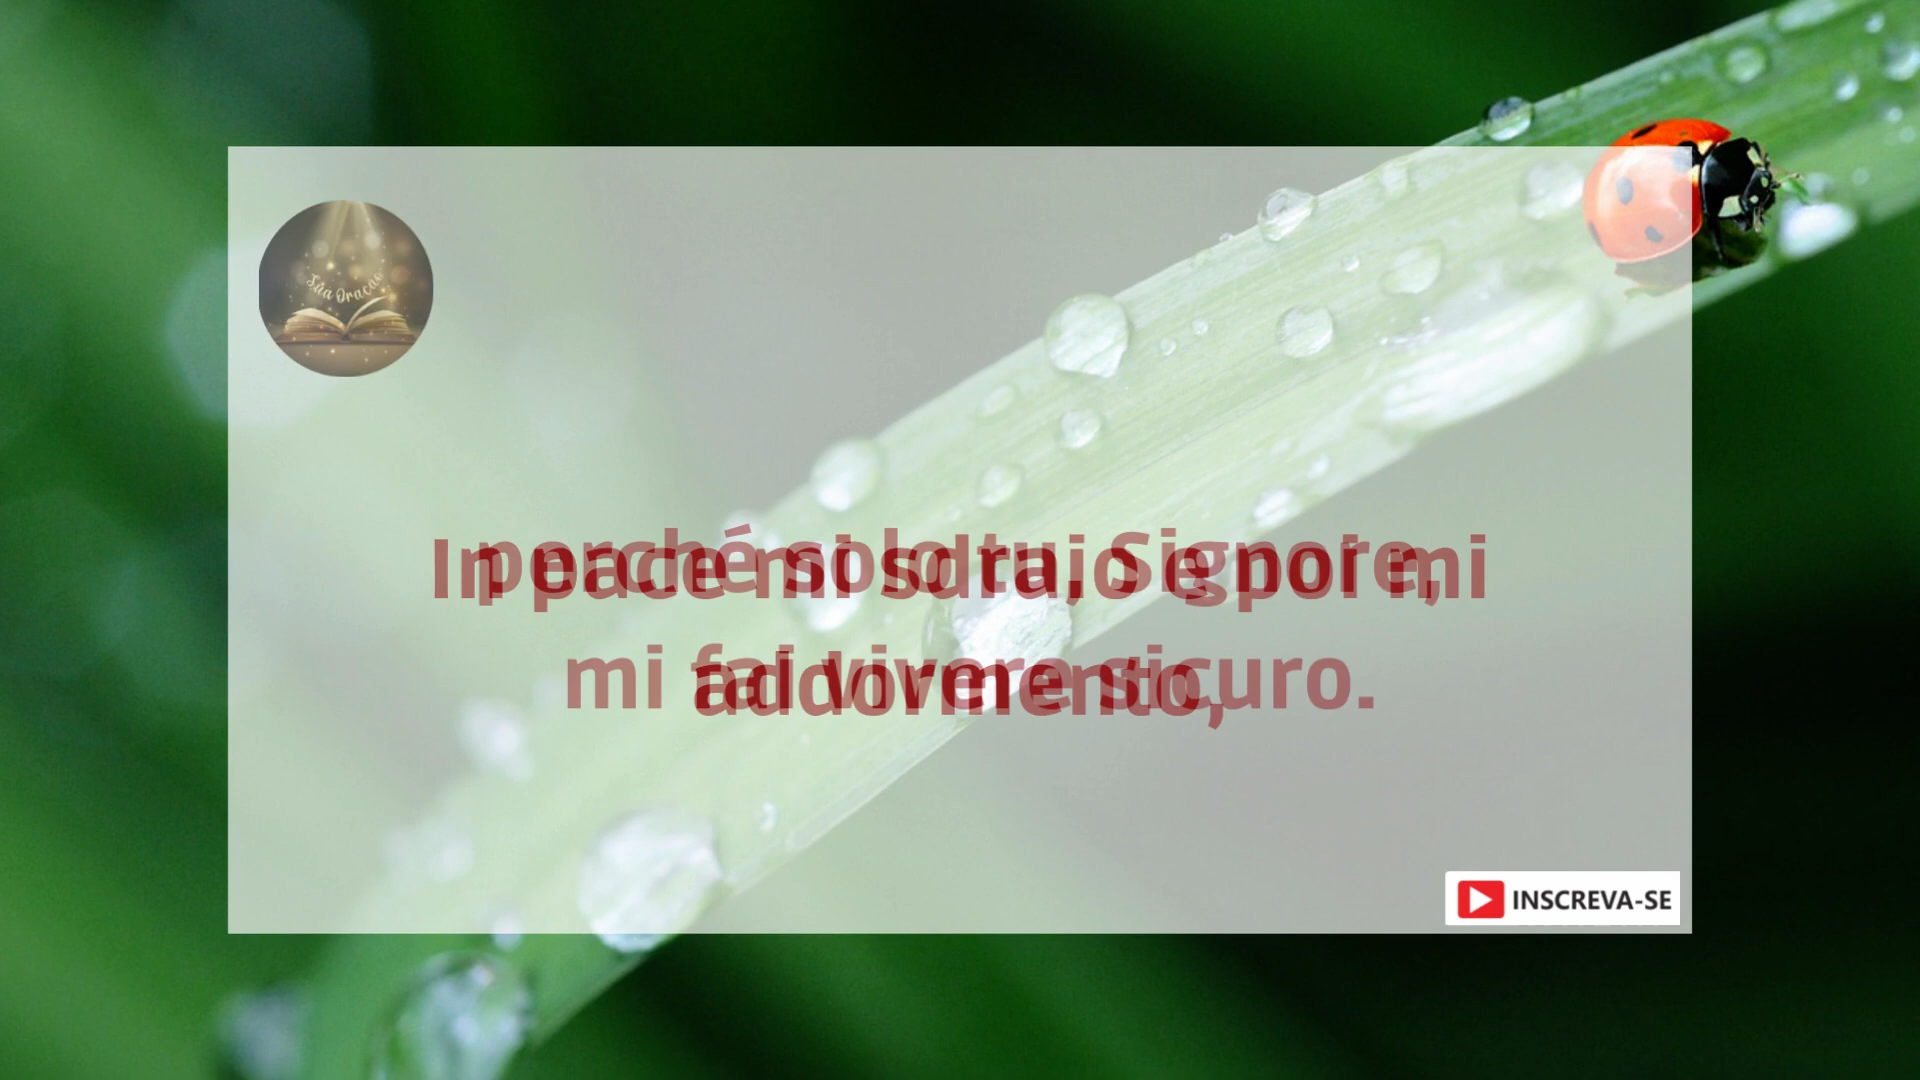 Sua Oração
In pace mi sdraio e poi mi
addormento,
perché solo tu, Signore,
mi fai vivere sicuro.
INSCREVA-SE